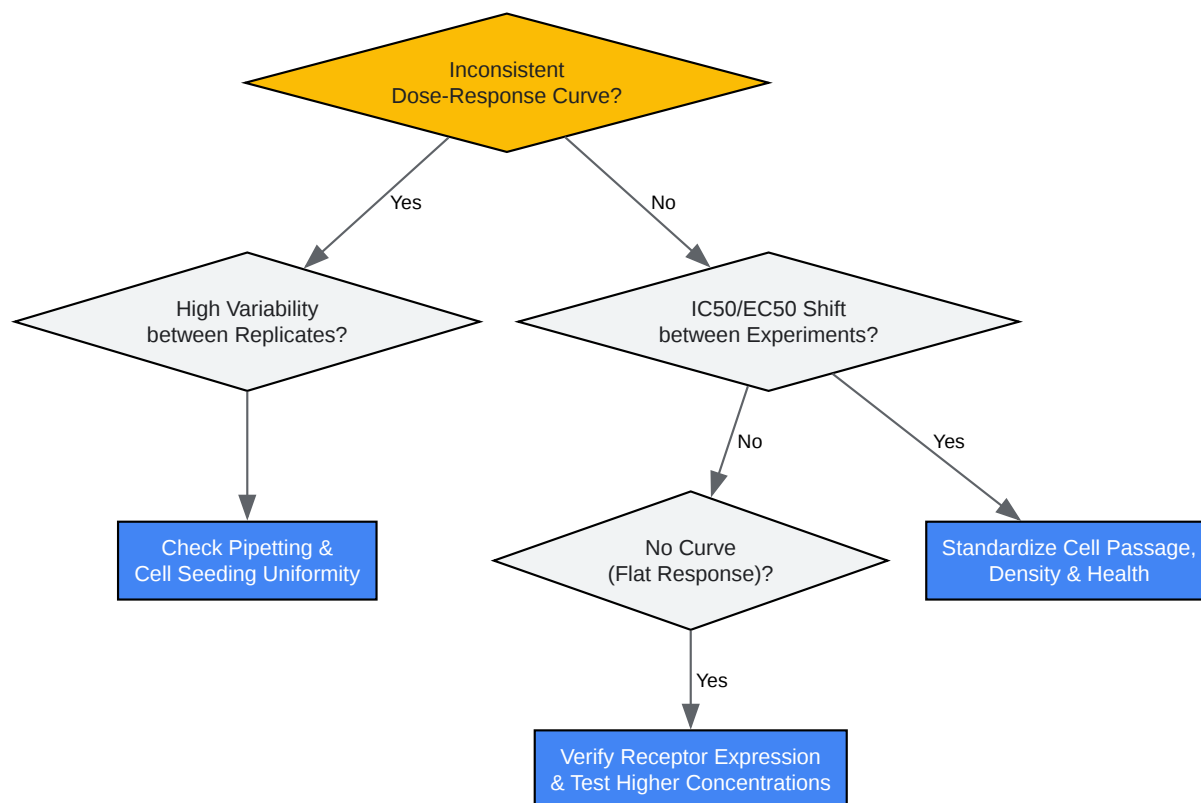 Inconsistent
Dose-Response Curve?
Yes
No
High Variability
between Replicates?
IC50/EC50 Shift
between Experiments?
No
Yes
Check Pipetting &
Cell Seeding Uniformity
No Curve
(Flat Response)?
Standardize Cell Passage,
Density & Health
Yes
Verify Receptor Expression
& Test Higher Concentrations